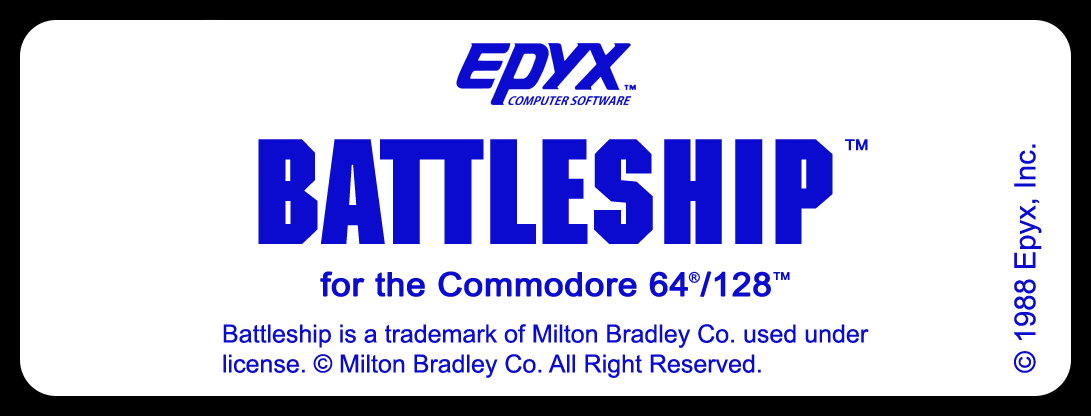 EPYX™
COMPUTER SOFTWARE
BATTLESHIP™
for the Commodore 64®/128™
Battleship is a trademark of Milton Bradley Co. used under
license. © Milton Bradley Co. All Right Reserved.
© 1988 Epyx, Inc.